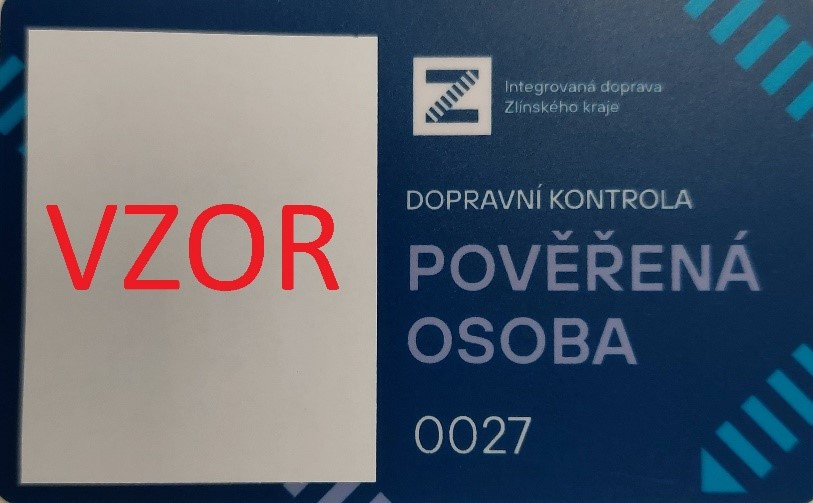 VZOR
Integrovaná doprava
Zlínského kraje
DOPRAVNÍ KONTROLA
POVĚŘENÁ
OSOBA
0027